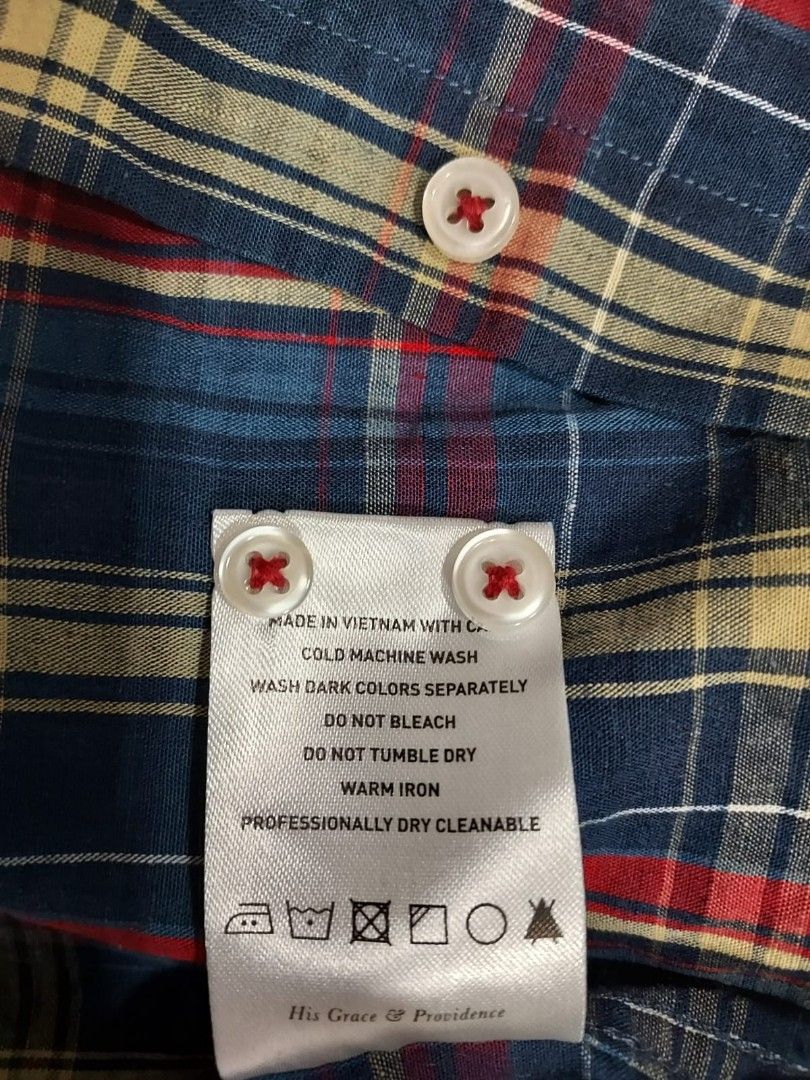 MADE IN VIETNAM WITH
COLD MACHINE WASH
WASH DARK COLORS SEPARATELY
DO NOT BLEACH
DO NOT TUMBLE DRY
WARM IRON
PROFESSIONALLY DRY CLEANABLE
His Grace & Providence